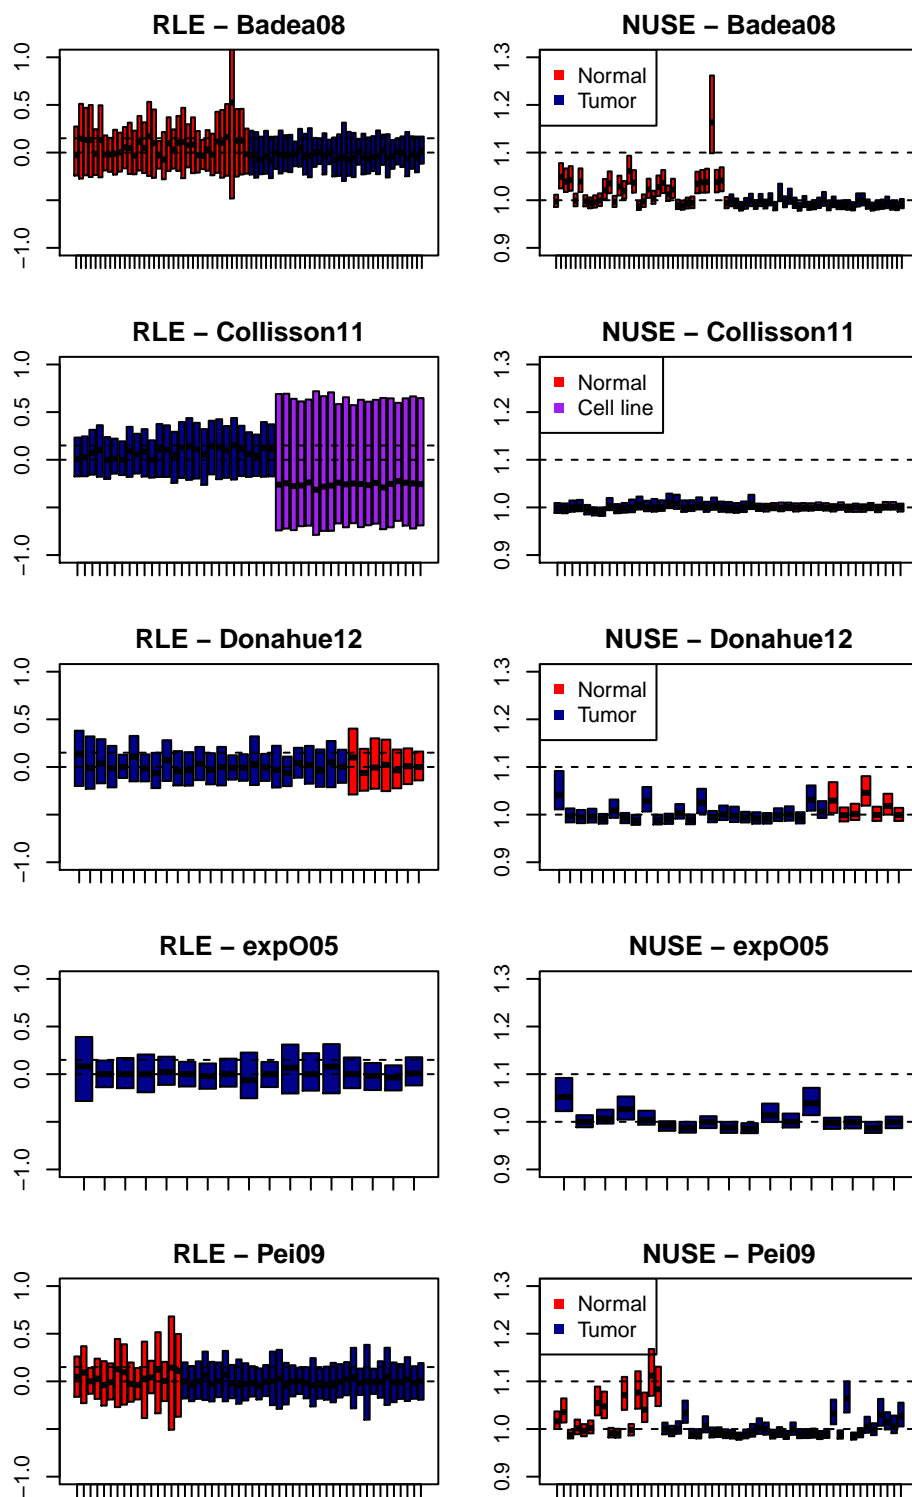 RLE – Badea08
NUSE – Badea08
1.0
0.5
0.0
−1.0
1.3
1.2
1.1
1.0
0.9
Normal
Tumor
RLE – Collisson11
NUSE – Collisson11
1.0
0.5
0.0
−1.0
1.3
1.2
1.1
1.0
0.9
Normal
Cell line
RLE – Donahue12
NUSE – Donahue12
1.0
0.5
0.0
−1.0
1.3
1.2
1.1
1.0
0.9
Normal
Tumor
RLE – expO05
NUSE – expO05
1.0
0.5
0.0
−1.0
1.3
1.2
1.1
1.0
0.9
RLE – Pei09
NUSE – Pei09
1.0
0.5
0.0
−1.0
1.3
1.2
1.1
1.0
0.9
Normal
Tumor